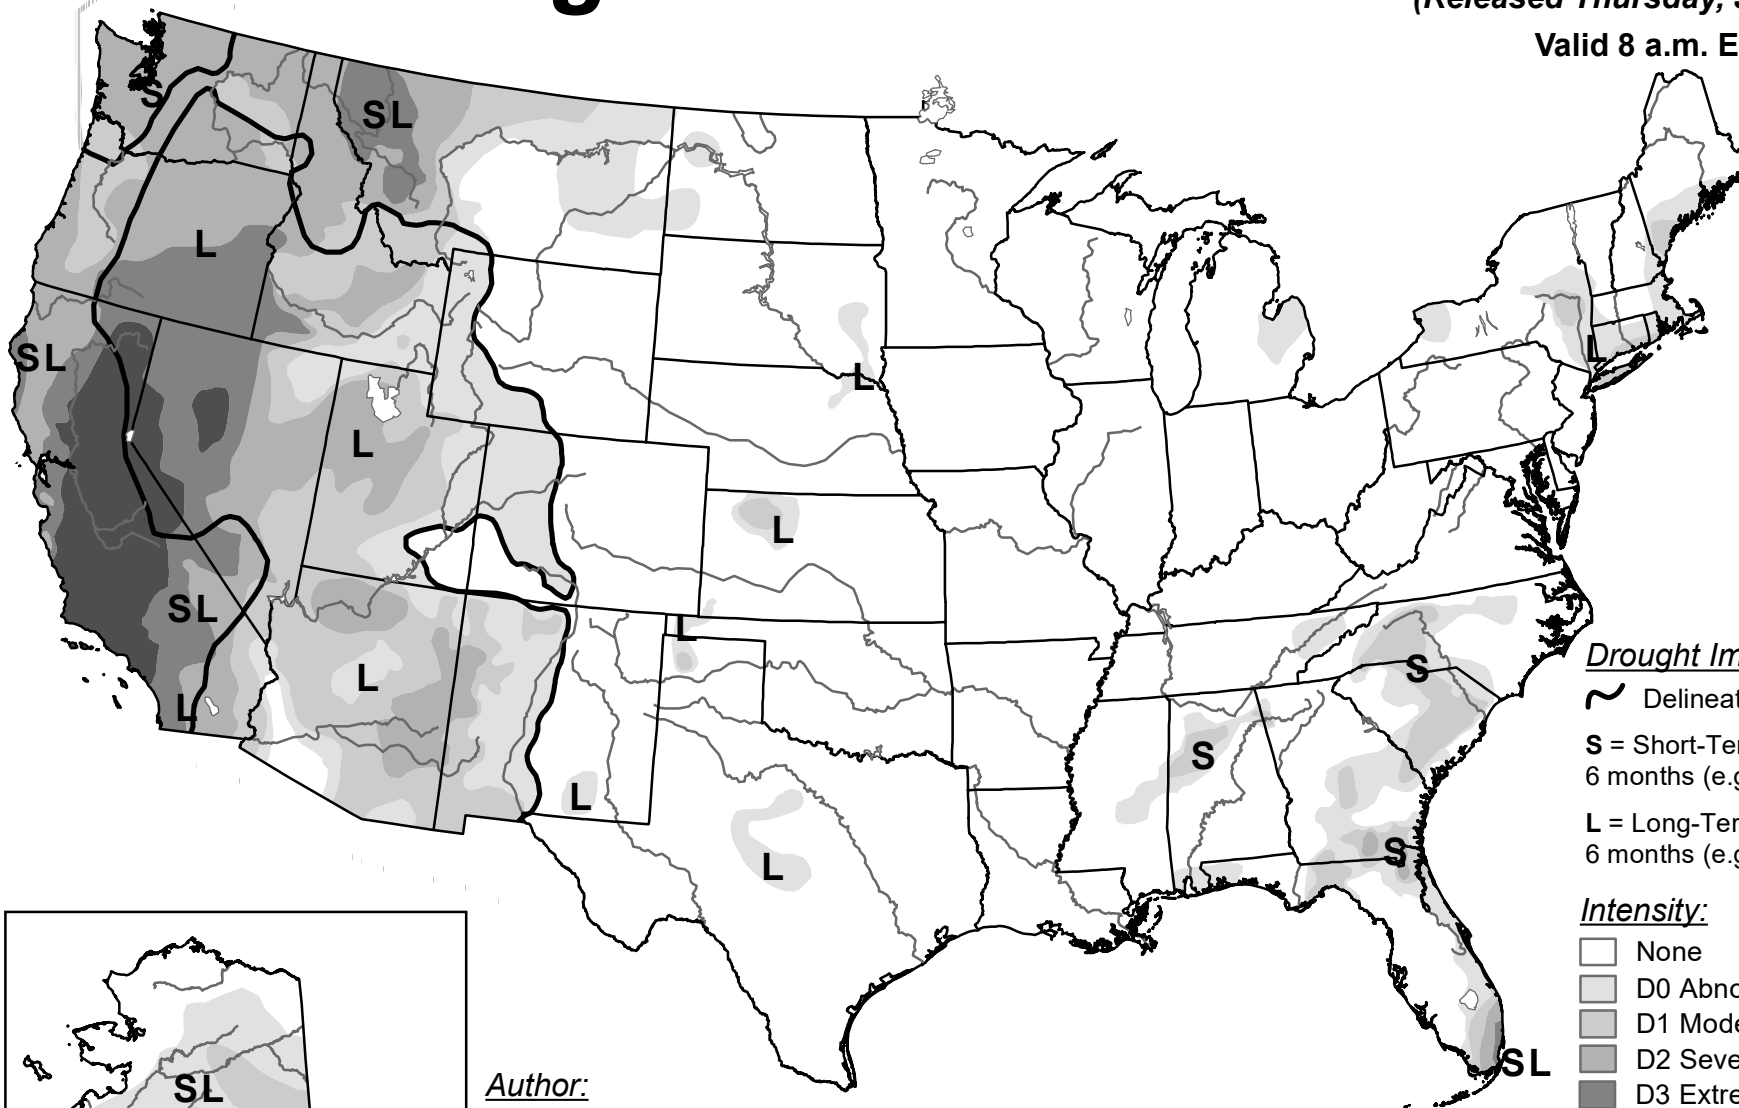 (Released Thursday,
Valid 8 a.m. E
S
SL
L
SL
L
L
L
L
SL
L
L
L
S
S
L
L
S
SL
SL
Drought Im
Delineat
S = Short-Ter
6 months (e.g
L = Long-Ter
6 months (e.g
Intensity:
None
D0 Abno
D1 Mode
D2 Seve
D3 Extre
Author: